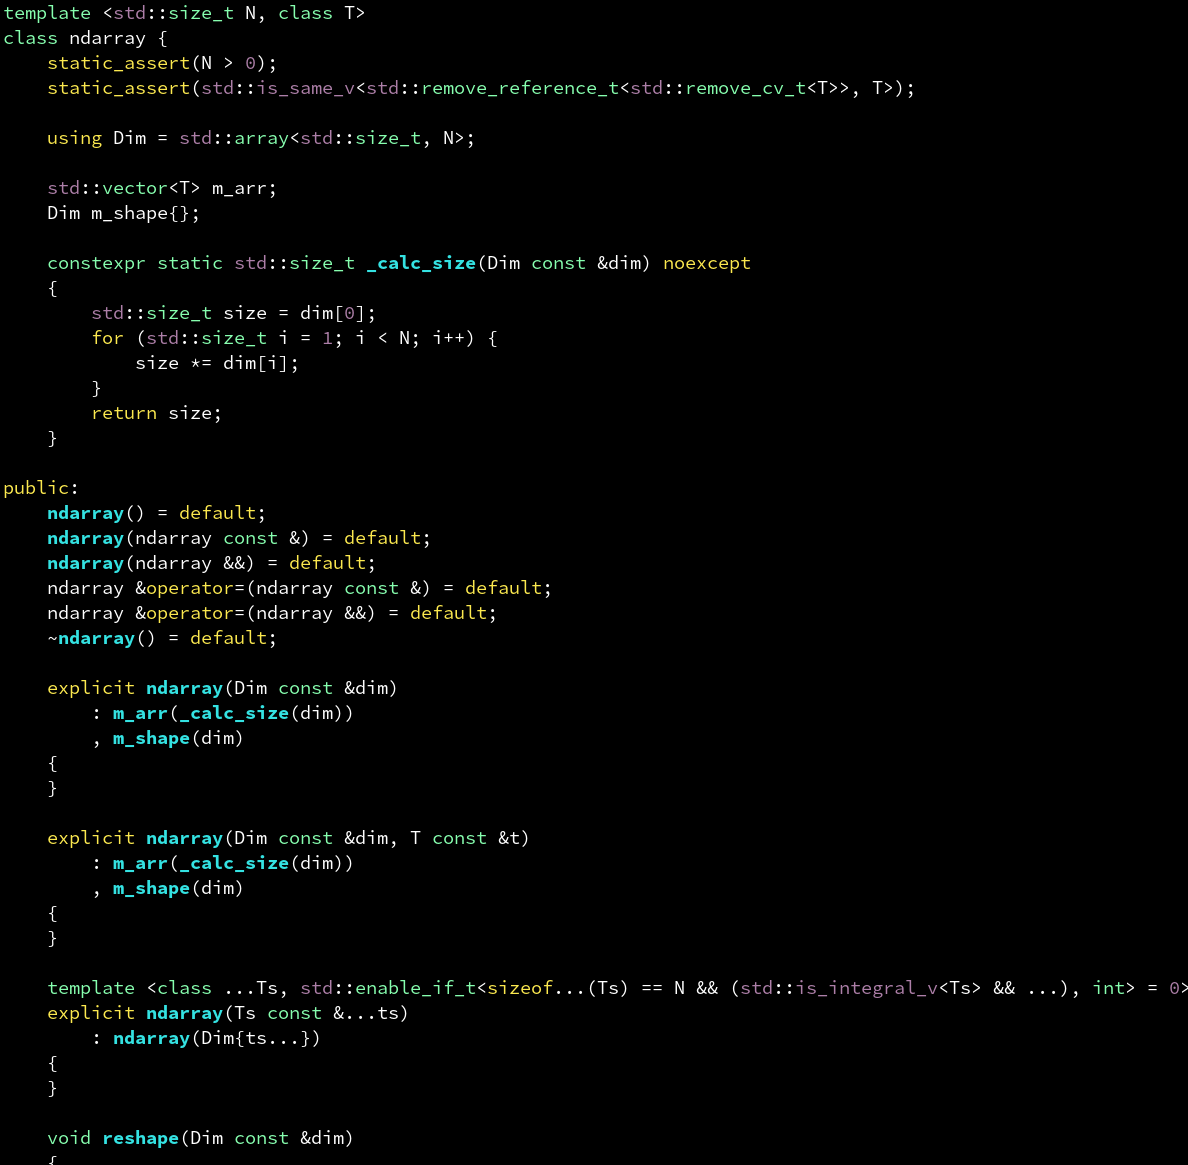 template <std::size_t N, class T>
class ndarray {
    static_assert(N > 0);
    static_assert(std::is_same_v<std::remove_reference_t<std::remove_cv_t<T>>, T>);

    using Dim = std::array<std::size_t, N>;

    std::vector<T> m_arr;
    Dim m_shape{};

    constexpr static std::size_t _calc_size(Dim const &dim) noexcept
    {
        std::size_t size = dim[0];
        for (std::size_t i = 1; i < N; i++) {
            size *= dim[i];
        }
        return size;
    }

public:
    ndarray() = default;
    ndarray(ndarray const &) = default;
    ndarray(ndarray &&) = default;
    ndarray &operator=(ndarray const &) = default;
    ndarray &operator=(ndarray &&) = default;
    ~ndarray() = default;

    explicit ndarray(Dim const &dim)
        : m_arr(_calc_size(dim))
        , m_shape(dim)
    {
    }

    explicit ndarray(Dim const &dim, T const &t)
        : m_arr(_calc_size(dim))
        , m_shape(dim)
    {
    }

    template <class ...Ts, std::enable_if_t<sizeof...(Ts) == N && (std::is_integral_v<Ts> && ...), int> = 0>
    explicit ndarray(Ts const &...ts)
        : ndarray(Dim{ts...})
    {
    }

    void reshape(Dim const &dim)
    {